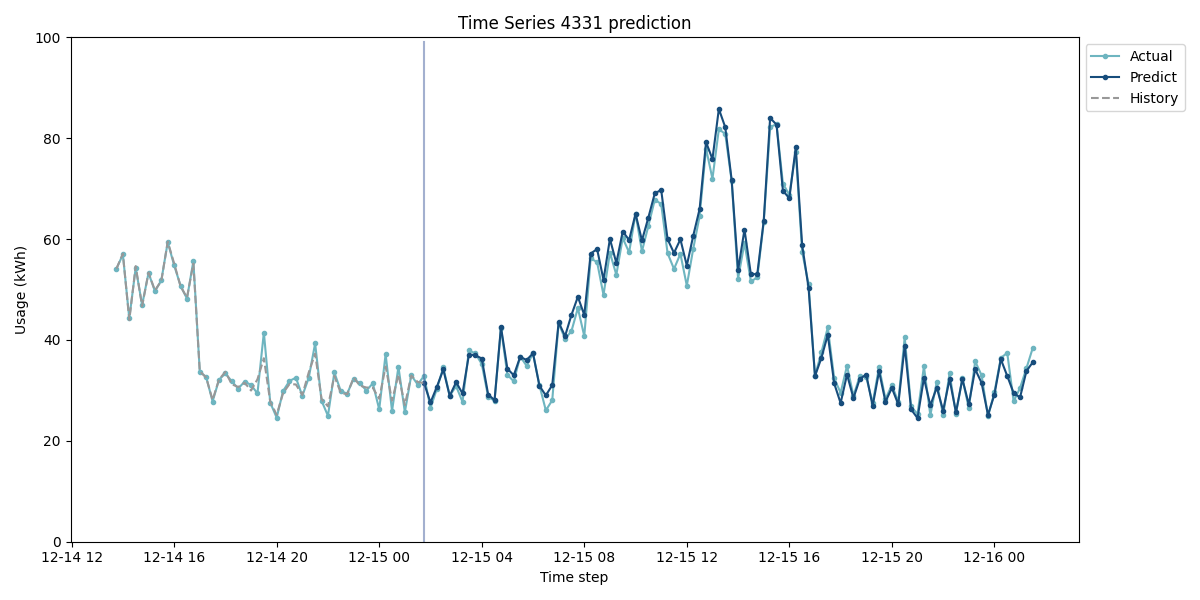 Time Series 4331 prediction
100
80
60
40
20
0
Usage (kWh)
12-14 12 12-14 16 12-14 20 12-15 00 12-15 04 12-15 08 12-15 12 12-15 16 12-15 20 12-16 00
Time step
Actual
Predict
History